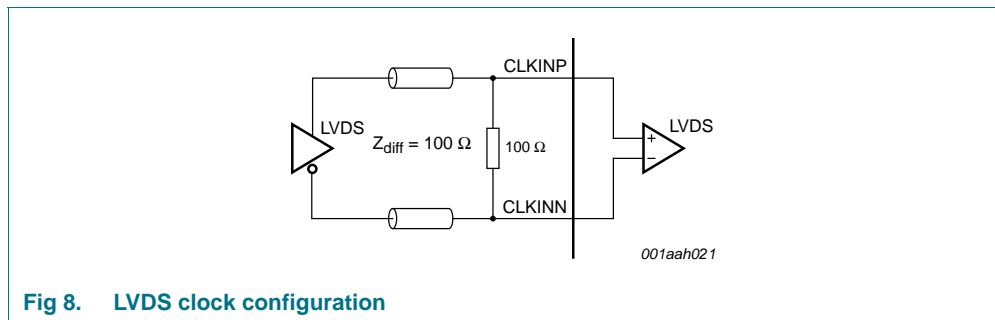 CLKINP
LVDS
LVDS
Zdiff = 100 Ω
100 Ω
+
−
CLKINN
001aah021
Fig 8. LVDS clock configuration